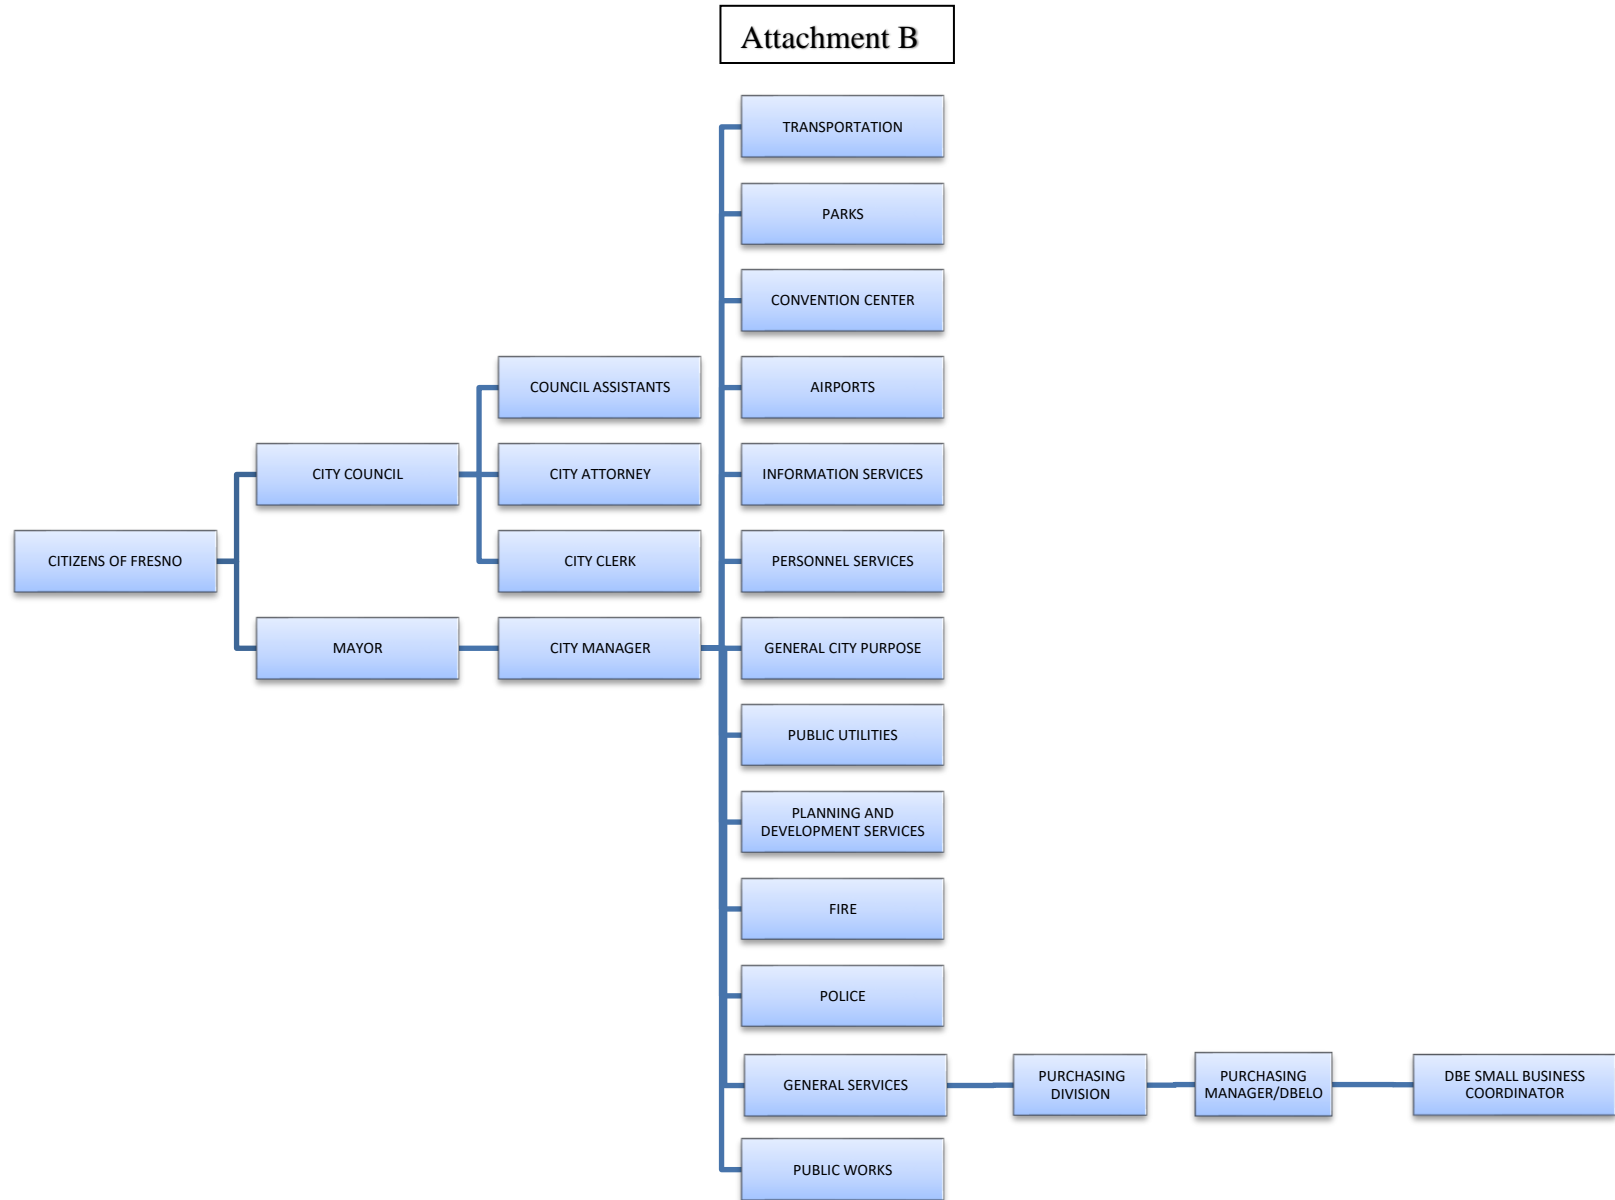 Attachment B
TRANSPORTATION
PARKS
CONVENTION CENTER
AIRPORTS
COUNCIL ASSISTANTS
CITY COUNCIL
CITY ATTORNEY
INFORMATION SERVICES
CITIZENS OF FRESNO
CITY CLERK
PERSONNEL SERVICES
MAYOR
CITY MANAGER
GENERAL CITY PURPOSE
PUBLIC UTILITIES
PLANNING AND
DEVELOPMENT SERVICES
FIRE
POLICE
GENERAL SERVICES
PURCHASING
DIVISION
PURCHASING
MANAGER/DBELO
DBE SMALL BUSINESS
COORDINATOR
PUBLIC WORKS